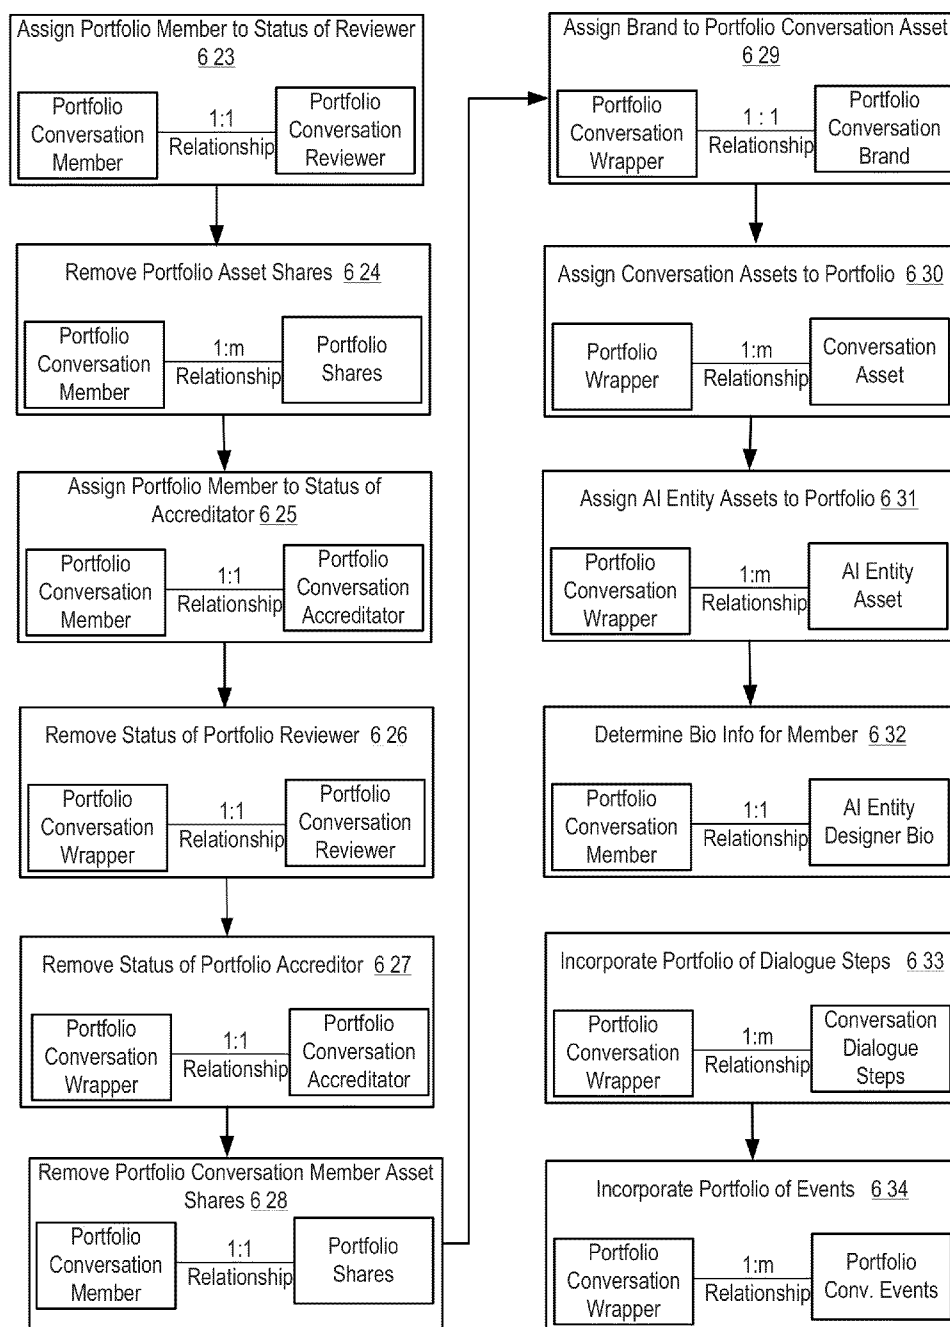 Assign Portfolio Member to Status of Reviewer
6 23
Portfolio
Conversation
Member
1:1
Relationship
Portfolio
Conversation
Reviewer
Remove Portfolio Asset Shares 6 24
Portfolio
Conversation
Member
1:m
Relationship
Portfolio
Shares
Assign Portfolio Member to Status of
Accreditator 6 25
Portfolio
Conversation
Member
1:1
Relationship
Portfolio
Conversation
Accreditator
Remove Status of Portfolio Reviewer 6 26
Portfolio
Conversation
Wrapper
1:1
Relationship
Portfolio
Conversation
Reviewer
Remove Status of Portfolio Accreditor 6 27
Portfolio
Conversation
Wrapper
1:1
Relationship
Portfolio
Conversation
Accreditator
Remove Portfolio Conversation Member Asset
Shares 6 28
Portfolio
Conversation
Member
1:1
Relationship
Portfolio
Shares
Assign Brand to Portfolio Conversation Asset
6 29
Portfolio
Conversation
Wrapper
1 : 1
Relationship
Portfolio
Conversation
Brand
Assign Conversation Assets to Portfolio 6 30
Portfolio
Wrapper
1:m
Relationship
Conversation
Asset
Assign AI Entity Assets to Portfolio 6 31
Portfolio
Conversation
Wrapper
1:m
Relationship
AI Entity
Asset
Determine Bio Info for Member 6 32
Portfolio
Conversation
Member
1:1
Relationship
AI Entity
Designer Bio
Incorporate Portfolio of Dialogue Steps 6 33
Portfolio
Conversation
Wrapper
1:m
Relationship
Conversation
Dialogue
Steps
Incorporate Portfolio of Events 6 34
Portfolio
Conversation
Wrapper
1:m
Relationship
Portfolio
Conv. Events